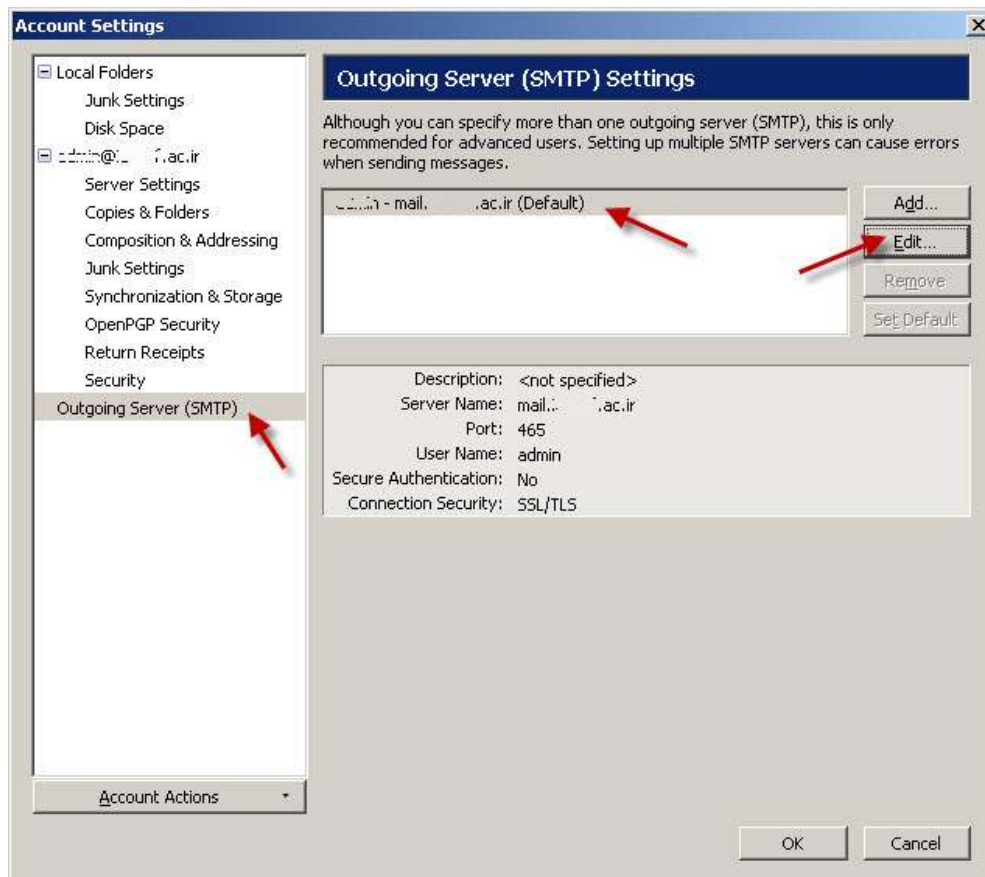 Account Settings
Local Folders
Junk Settings
Disk Space
.ac.ir
Server Settings
Copies & Folders
Composition & Addressing
Junk Settings
Synchronization & Storage
OpenPGP Security
Return Receipts
Security
Outgoing Server (SMTP)
Account Actions
Outgoing Server (SMTP) Settings
Although you can specify more than one outgoing server (SMTP), this is only
recommended for advanced users. Setting up multiple SMTP servers can cause errors
when sending messages.
- mail. .ac.ir (Default)
Add...
Edit...
Remove
Set Default
Description: <not specified>
Server Name: mail. .ac.ir
Port: 465
User Name: admin
Secure Authentication: No
Connection Security: SSL/TLS
OK
Cancel